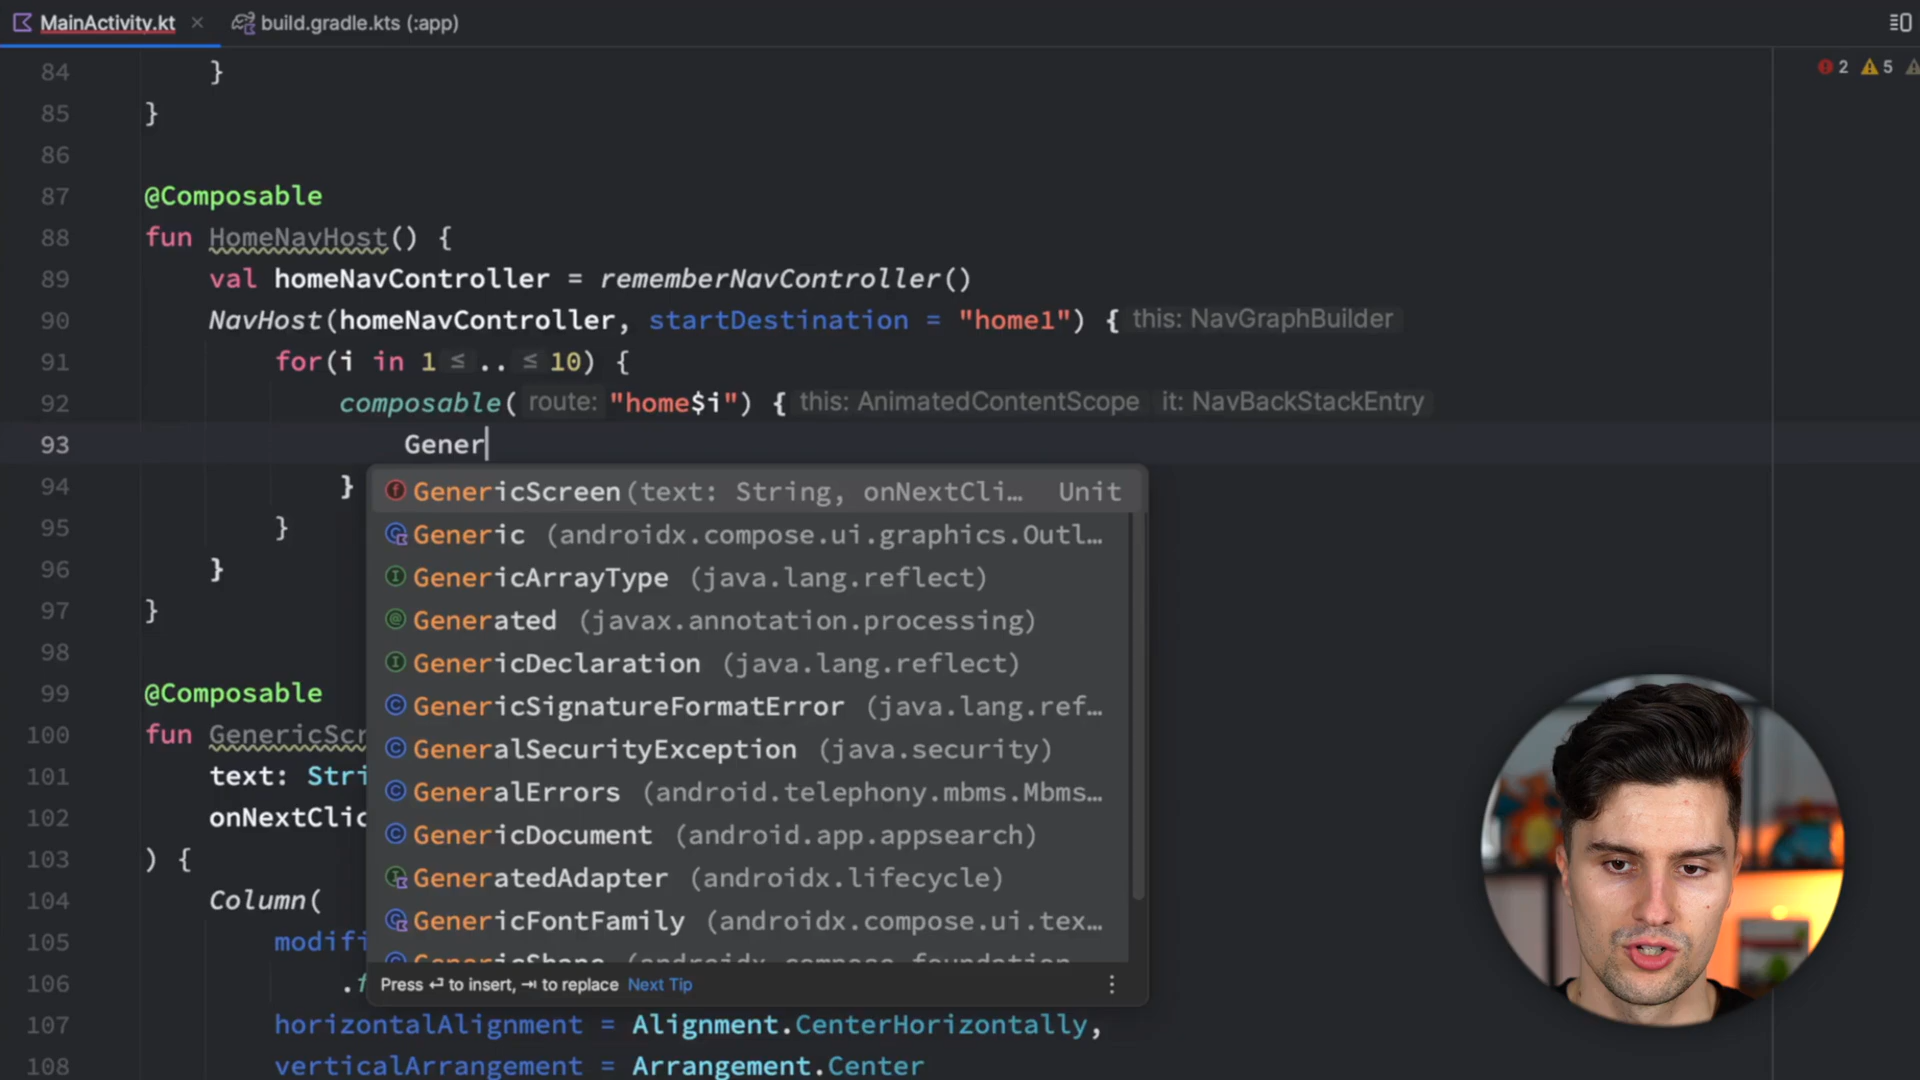 MainActivity.kt × build.gradle.kts (:app)
84 }
2 5
85 }
86
87 @Composable
88 fun HomeNavHost() {
89 val homeNavController = rememberNavController()
90 NavHost(homeNavController, startDestination = "home1") { this: NavGraphBuilder
91 for(i in 1 ≤ .. ≤ 10) {
92 composable( route: "home$i") { this: AnimatedContentScope it: NavBackStackEntry
93 Gener
94 }
GenericScreen(text: String, onNextCli… Unit
Generic (androidx.compose.ui.graphics.Outl…
95 }
96 }
GenericArrayType (java.lang.reflect)
97 }
Generated (javax.annotation.processing)
98
GenericDeclaration (java.lang.reflect)
99 @Composable
GenericSignatureFormatError (java.lang.ref…
100 fun GenericScr
GeneralSecurityException (java.security)
101 text: Stri
GeneralErrors (android.telephony.mbms.Mbms…
102 onNextClic
GenericDocument (android.app.appsearch)
103 ) {
GeneratedAdapter (androidx.lifecycle)
104 Column(
GenericFontFamily (androidx.compose.ui.tex…
105 modifi
GenericShape (androidx.compose.foundation
106 .f
Press ⏎ to insert, ⇥ to replace Next Tip
107 horizontalAlignment = Alignment.CenterHorizontally,
108 verticalArrangement = Arrangement.Center